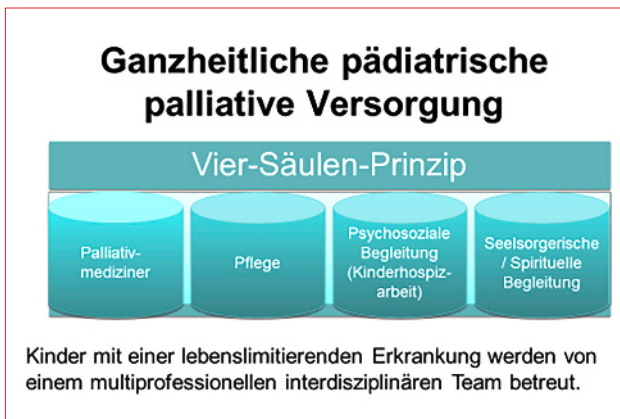 Ganzheitliche pädiatrische
palliative Versorgung
Vier-Säulen-Prinzip
Palliativ-
mediziner
Pflege
Psychosoziale
Begleitung
(Kinderhospiz-
arbeit)
Seelsorgerische
/ Spirituelle
Begleitung
Kinder mit einer lebenslimitierenden Erkrankung werden von
einem multiprofessionellen interdisziplinären Team betreut.